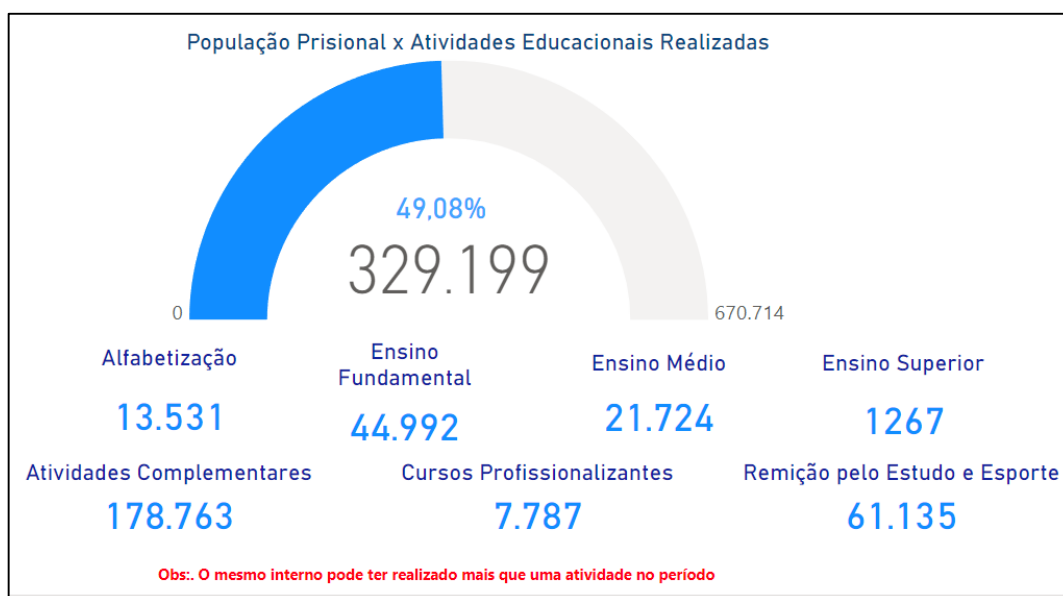 População Prisional x Atividades Educacionais Realizadas
49,08%
329.199
0
670.714
Alfabetização
13.531
Ensino
Fundamental
44.992
Ensino Médio
21.724
Ensino Superior
1267
Atividades Complementares
178.763
Cursos Profissionalizantes
7.787
Remição pelo Estudo e Esporte
61.135
Obs:. O mesmo interno pode ter realizado mais que uma atividade no período